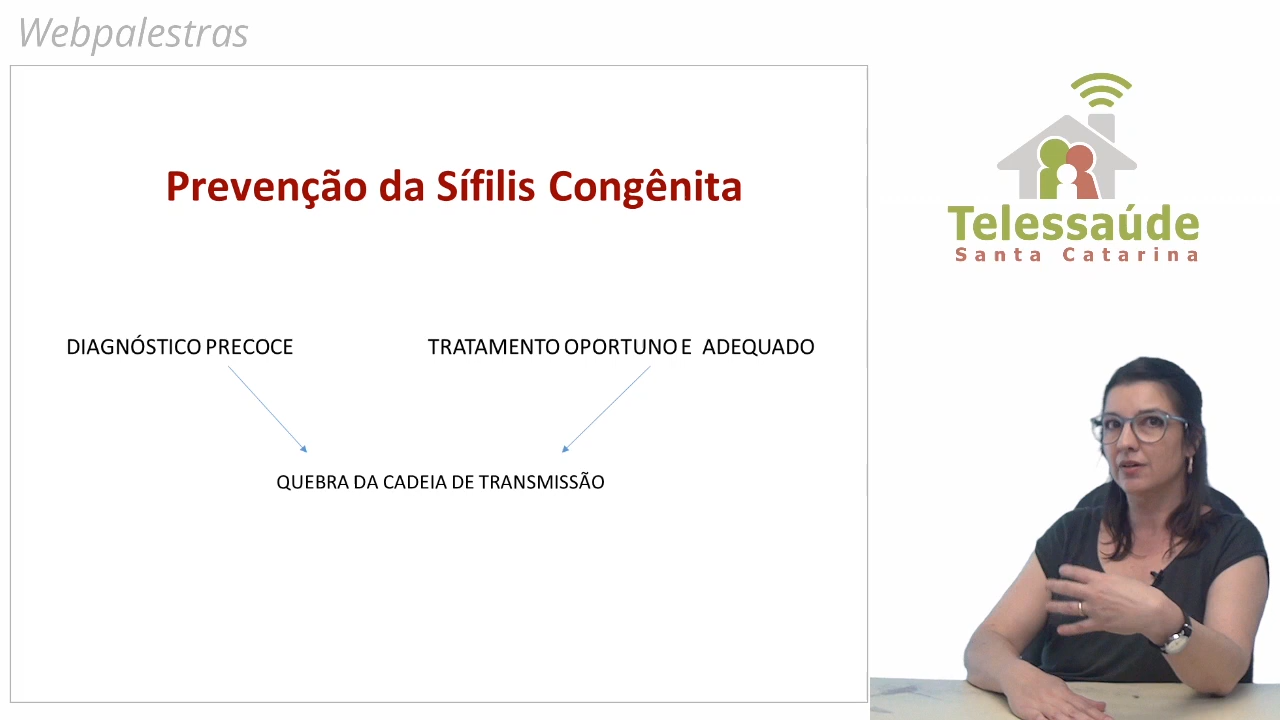 Webpalestras
Prevenção da Sífilis Congênita
DIAGNÓSTICO PRECOCE
TRATAMENTO OPORTUNO E ADEQUADO
QUEBRA DA CADEIA DE TRANSMISSÃO
Telessaúde
Santa Catarina